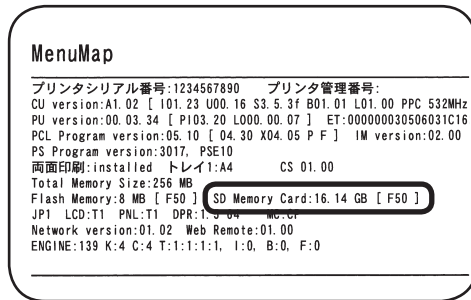 MenuMap
プリンタシリアル番号:1234567890 プリンタ管理番号:
CU version:A1.02 [ I01.23 U00.16 S3.5.3f B01.01 L01.00 PPC 532MHz
PU version:00.03.34 [ PI03.20 LO00.00.07 ] ET:000000030506031C16
PCL Program version:05.10 [ 04.30 X04.05 P F ] IM version:02.00
PS Program version:3017, PSE10
両面印刷:installed トレイ1:A4 CS 01.00
Total Memory Size:256 MB
Flash Memory:8 MB [ F50 ] SD Memory Card:16.14 GB [ F50 ]
JP1 LCD:T1 PNL:T1 DPR:1.5
Network version:01.02 Web Remote:01.00
ENGINE:139 K:4 C:4 T:1:1:1:1, I:0, B:0, F:0